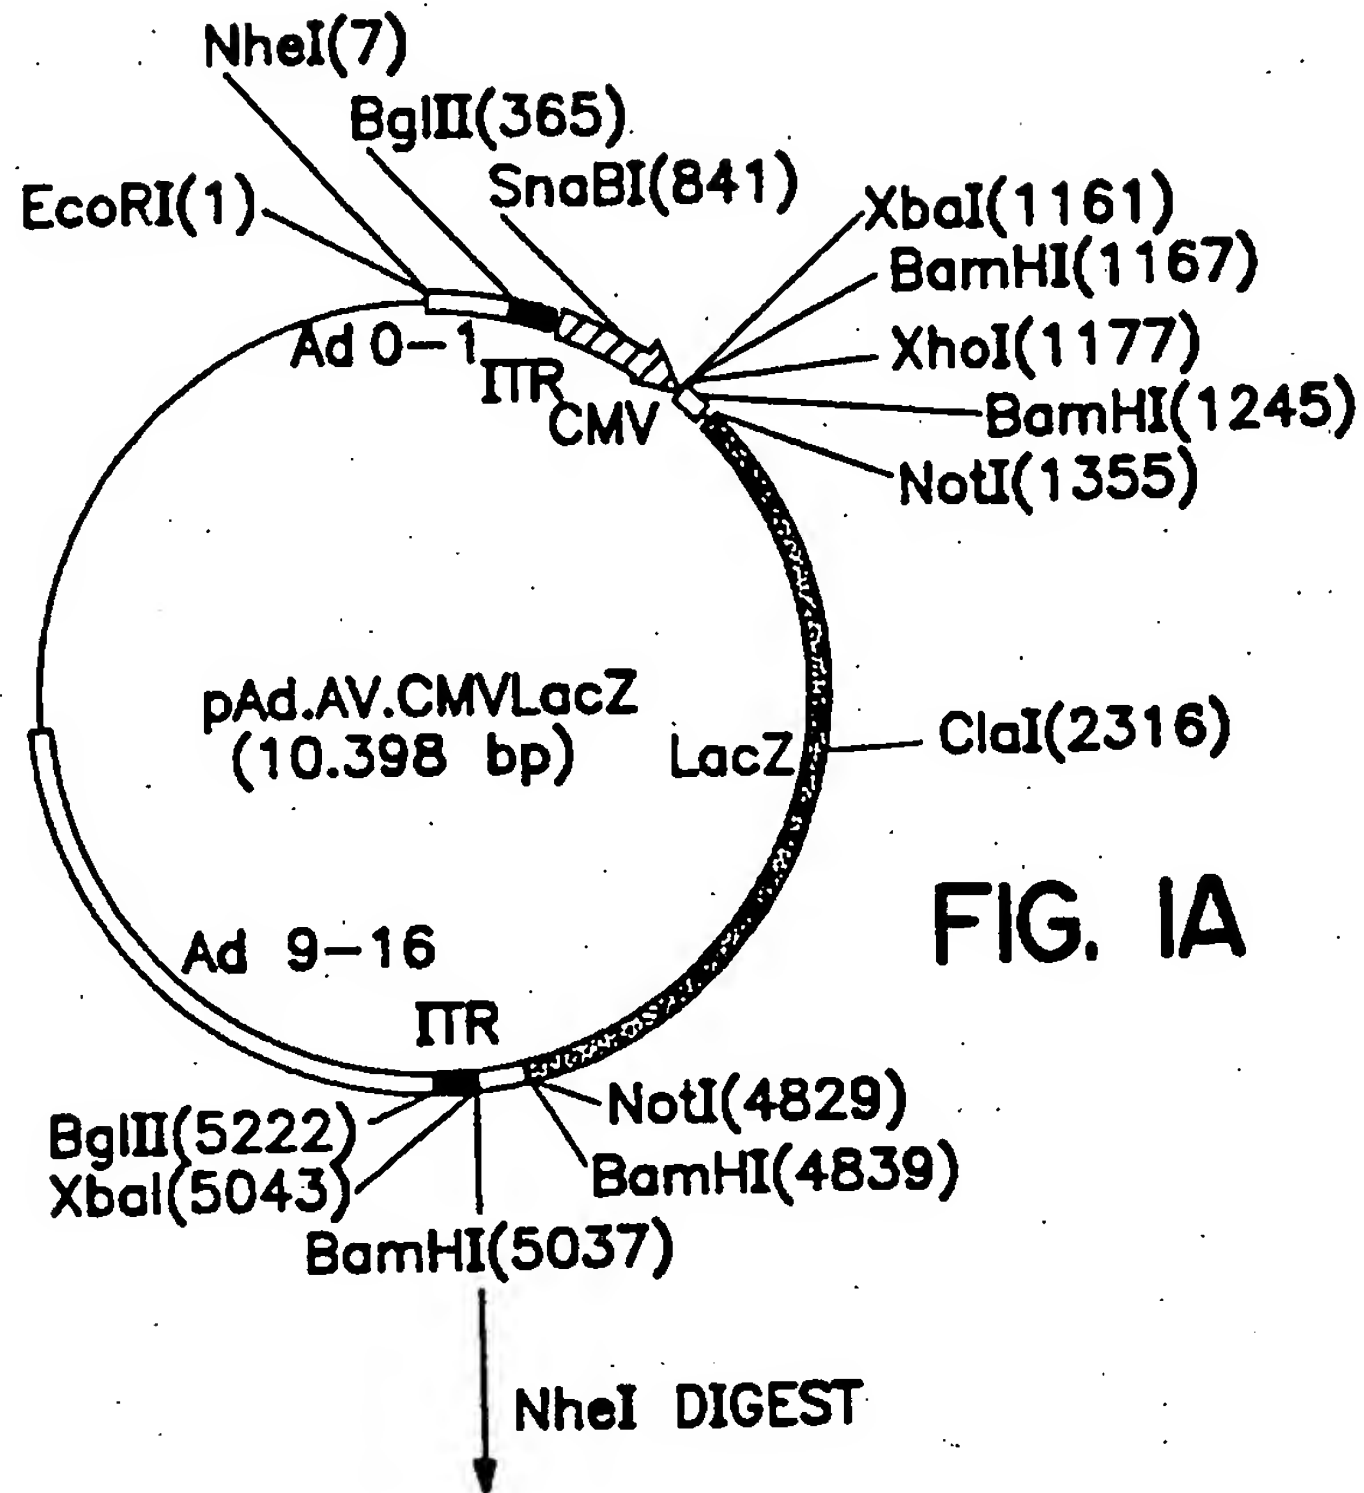 NheI(7)
BglII(365)
SnaBI(841)
EcoRI(1)
XbaI(1161)
BamHI(1167)
XhoI(1177)
BamHI(1245)
NotI(1355)
Ad 0-1
ITR
CMV
pAd.AV.CMVLacZ
(10.398 bp)
LacZ
ClaI(2316)
FIG. 1A
Ad 9-16
ITR
NotI(4829)
BglII(5222)
BamHI(4839)
XbaI(5043)
BamHI(5037)
NheI DIGEST